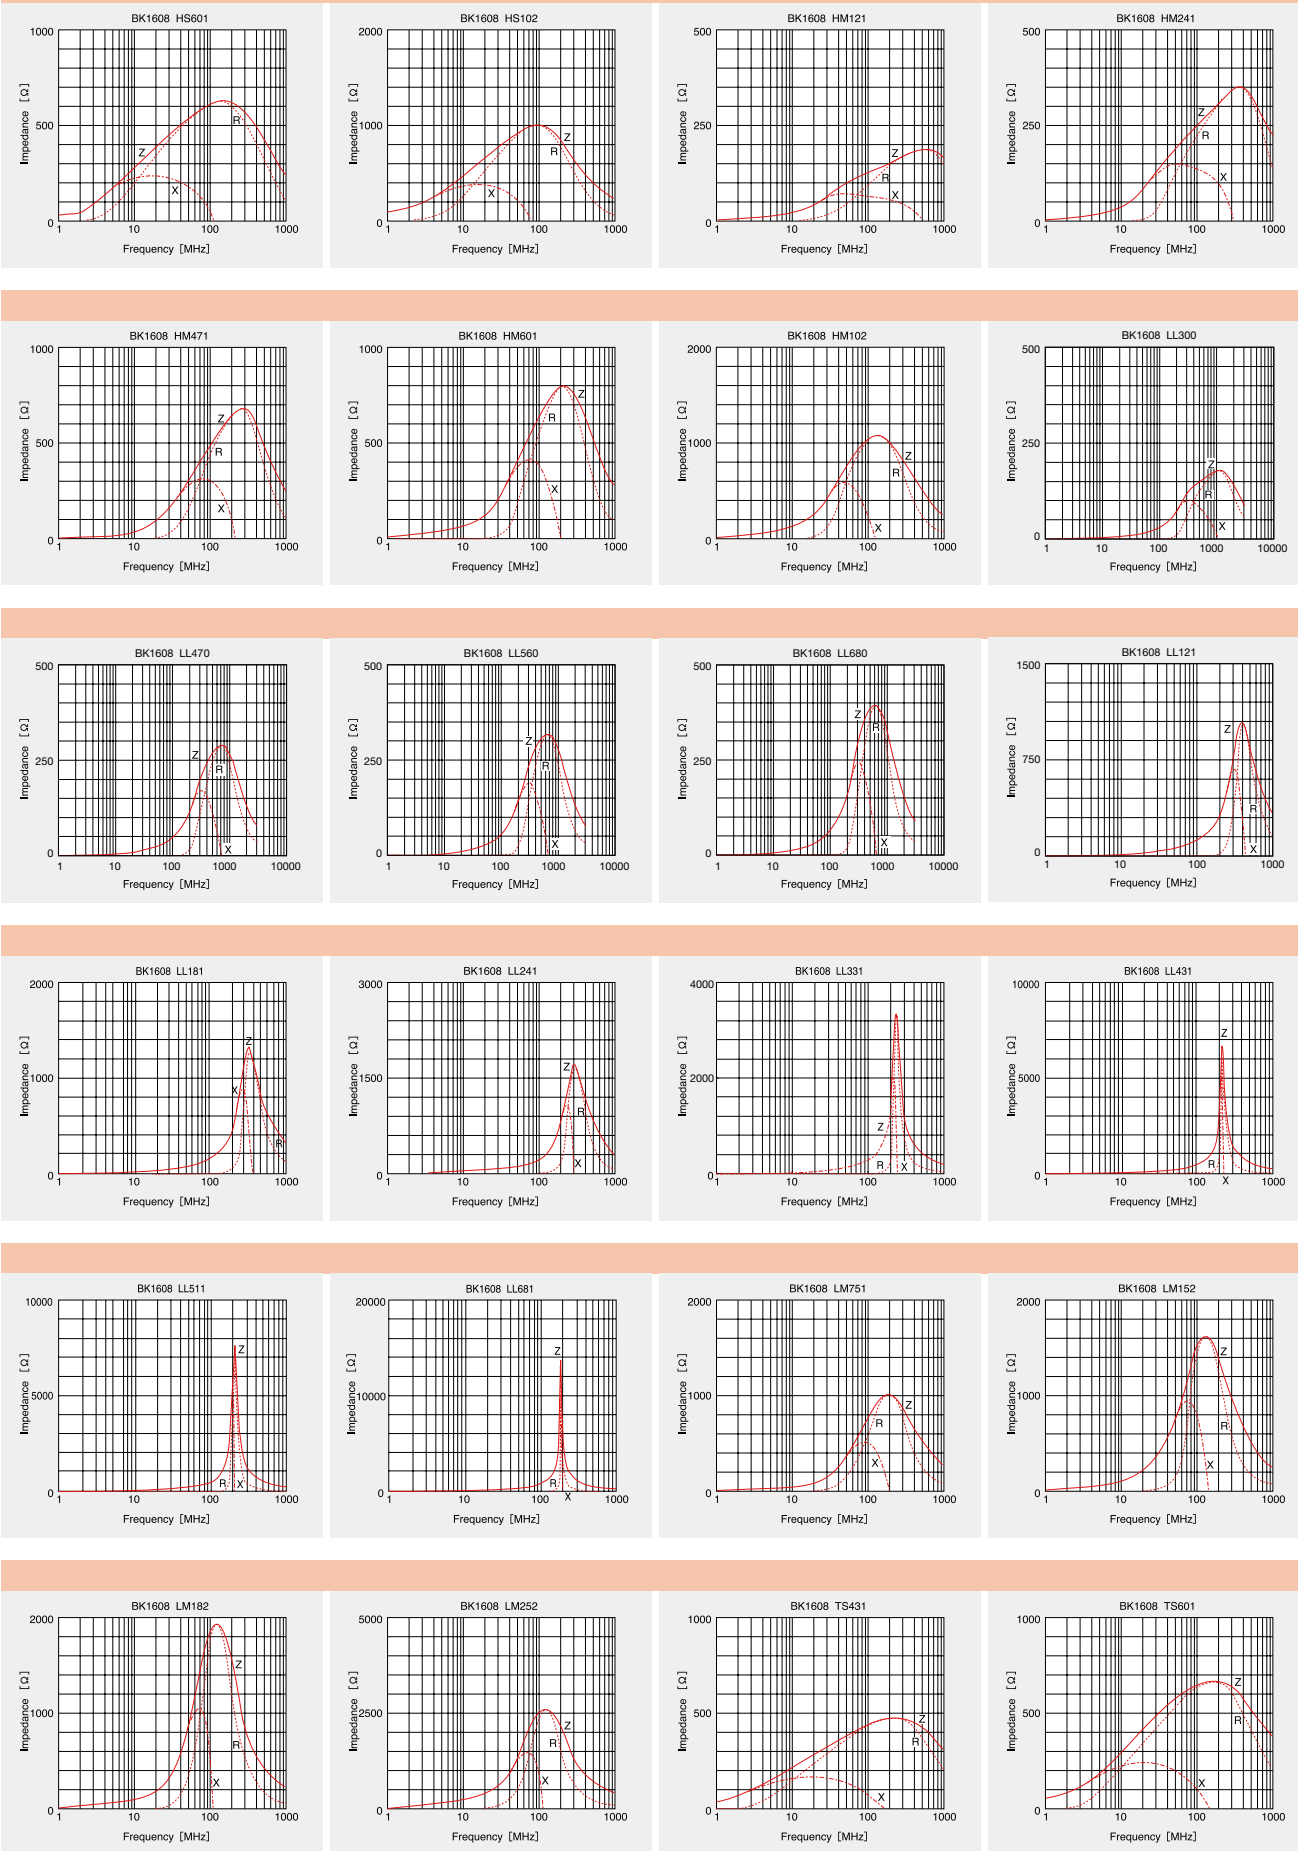 BK1608 HS601
1000
500
0
Impedance [Ω]
Z
R
X
1 10 100 1000
Frequency [MHz]
BK1608 HS102
2000
1000
0
Impedance [Ω]
Z
R
X
1 10 100 1000
Frequency [MHz]
BK1608 HM121
500
250
0
Impedance [Ω]
Z
R
X
1 10 100 1000
Frequency [MHz]
BK1608 HM241
500
250
0
Impedance [Ω]
Z
R
X
1 10 100 1000
Frequency [MHz]
BK1608 HM471
1000
500
0
Impedance [Ω]
Z
R
X
1 10 100 1000
Frequency [MHz]
BK1608 HM601
1000
500
0
Impedance [Ω]
Z
R
X
1 10 100 1000
Frequency [MHz]
BK1608 HM102
2000
1000
0
Impedance [Ω]
Z
R
X
1 10 100 1000
Frequency [MHz]
BK1608 LL300
500
250
0
Impedance [Ω]
Z
R
X
1 10 100 1000 10000
Frequency [MHz]
BK1608 LL470
500
250
0
Impedance [Ω]
Z
R
X
1 10 100 1000 10000
Frequency [MHz]
BK1608 LL560
500
250
0
Impedance [Ω]
Z
R
X
1 10 100 1000 10000
Frequency [MHz]
BK1608 LL680
500
250
0
Impedance [Ω]
Z
R
X
1 10 100 1000 10000
Frequency [MHz]
BK1608 LL121
1500
750
0
Impedance [Ω]
Z
R
X
1 10 100 1000
Frequency [MHz]
BK1608 LL181
2000
1000
0
Impedance [Ω]
Z
X
R
1 10 100 1000
Frequency [MHz]
BK1608 LL241
3000
1500
0
Impedance [Ω]
Z
R
X
1 10 100 1000
Frequency [MHz]
BK1608 LL331
4000
2000
0
Impedance [Ω]
Z
R X
1 10 100 1000
Frequency [MHz]
BK1608 LL431
10000
5000
0
Impedance [Ω]
Z
R
X
1 10 100 1000
Frequency [MHz]
BK1608 LL511
10000
5000
0
Impedance [Ω]
Z
R X
1 10 100 1000
Frequency [MHz]
BK1608 LL681
20000
10000
0
Impedance [Ω]
Z
R
X
1 10 100 1000
Frequency [MHz]
BK1608 LM751
2000
1000
0
Impedance [Ω]
Z
R
X
1 10 100 1000
Frequency [MHz]
BK1608 LM152
2000
1000
0
Impedance [Ω]
Z
R
X
1 10 100 1000
Frequency [MHz]
BK1608 LM182
2000
1000
0
Impedance [Ω]
Z
R
X
1 10 100 1000
Frequency [MHz]
BK1608 LM252
5000
2500
0
Impedance [Ω]
Z
R
X
1 10 100 1000
Frequency [MHz]
BK1608 TS431
1000
500
0
Impedance [Ω]
Z
R
X
1 10 100 1000
Frequency [MHz]
BK1608 TS601
1000
500
0
Impedance [Ω]
Z
R
X
1 10 100 1000
Frequency [MHz]